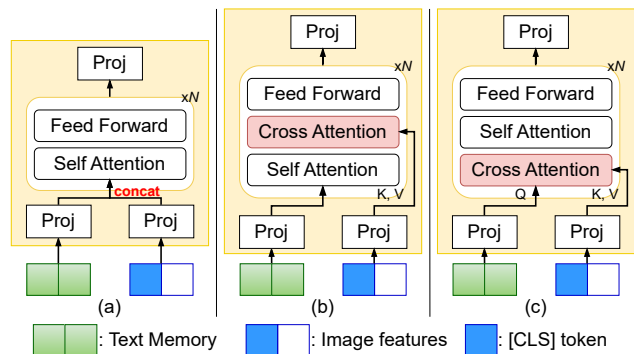 Proj
xN
Feed Forward
Self Attention
concat
Proj
Proj
(a)
Proj
xN
Feed Forward
Cross Attention
Self Attention
K, V
Proj
Proj
(b)
Proj
xN
Feed Forward
Self Attention
Cross Attention
Q
K, V
Proj
Proj
(c)
: Text Memory
: Image features
: [CLS] token